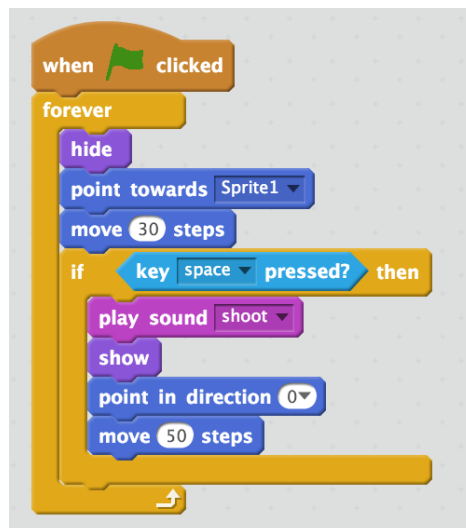 when clicked
forever
hide
point towards Sprite1
move 30 steps
if key space pressed? then
play sound shoot
show
point in direction 0
move 50 steps